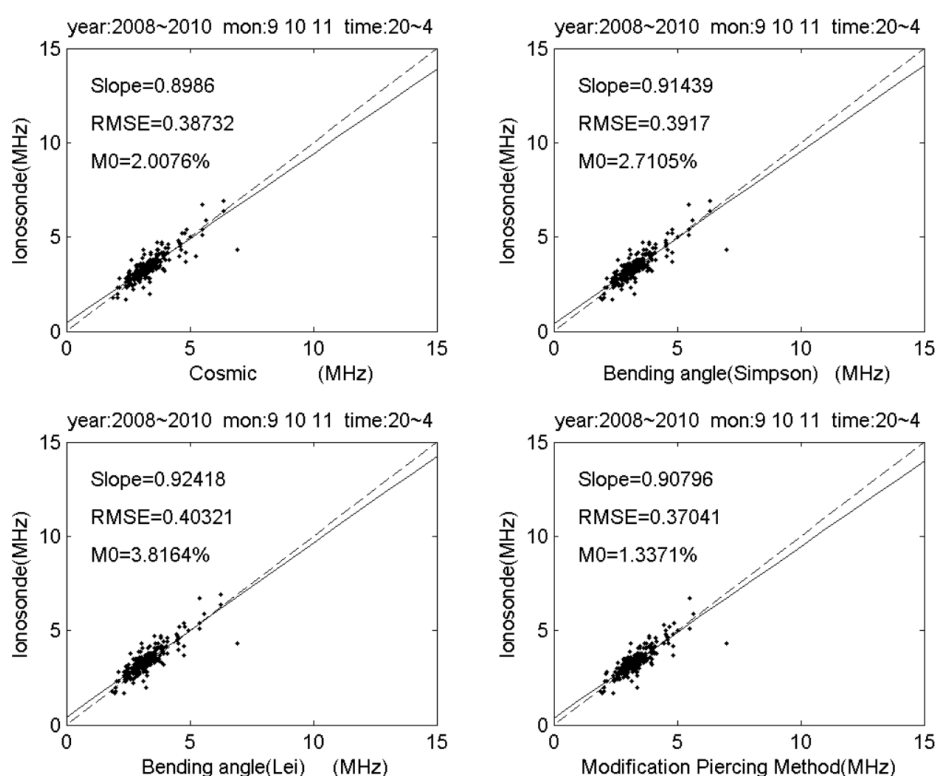 year:2008~2010 mon:9 10 11 time:20~4
15
10
5
0
Ionosonde(MHz)
Slope=0.8986
RMSE=0.38732
M0=2.0076%
0 5 10 15
Cosmic (MHz)
year:2008~2010 mon:9 10 11 time:20~4
15
10
5
0
Ionosonde(MHz)
Slope=0.91439
RMSE=0.3917
M0=2.7105%
0 5 10 15
Bending angle(Simpson) (MHz)
year:2008~2010 mon:9 10 11 time:20~4
15
10
5
0
Ionosonde(MHz)
Slope=0.92418
RMSE=0.40321
M0=3.8164%
0 5 10 15
Bending angle(Lei) (MHz)
year:2008~2010 mon:9 10 11 time:20~4
15
10
5
0
Ionosonde(MHz)
Slope=0.90796
RMSE=0.37041
M0=1.3371%
0 5 10 15
Modification Piercing Method(MHz)